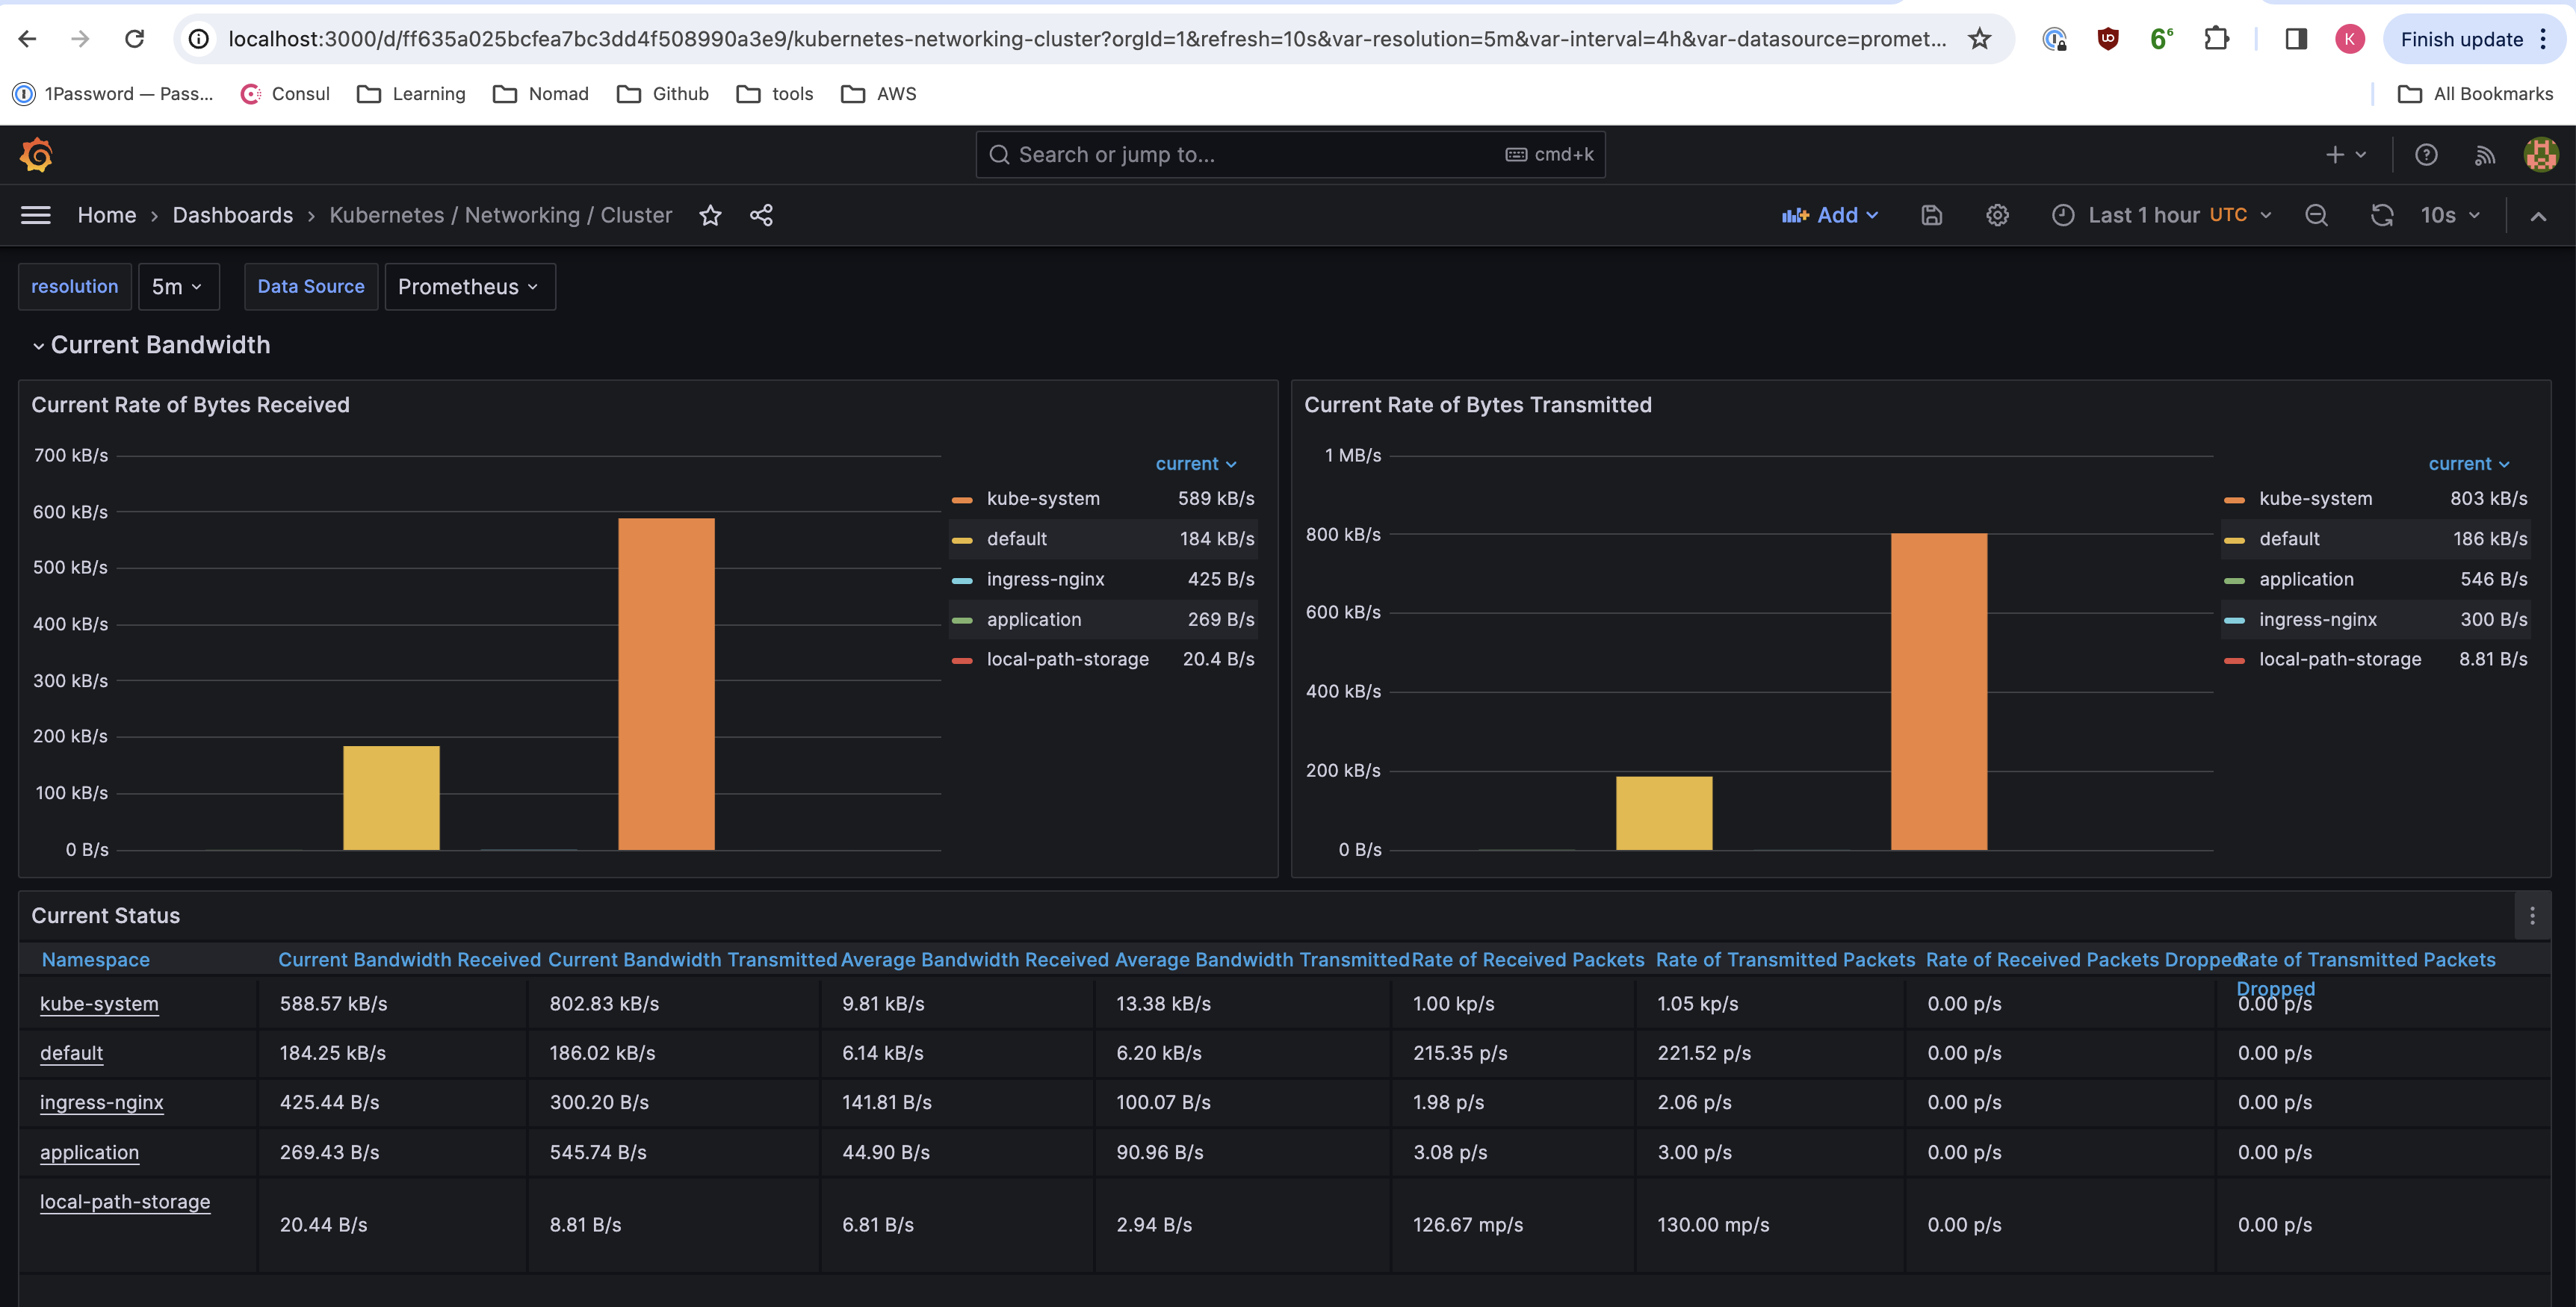 localhost:3000/d/ff635a025bcfea7bc3dd4f508990a3e9/kubernetes-networking-cluster?orgId=1&refresh=10s&var-resolution=5m&var-interval=4h&var-datasource=promet...
6⁶
K
Finish update
1Password — Pass...
Consul
Learning
Nomad
Github
tools
AWS
All Bookmarks
Search or jump to...
cmd+k
Home › Dashboards › Kubernetes / Networking / Cluster
Add
Last 1 hour UTC
10s
resolution
5m
Data Source
Prometheus
Current Bandwidth
Current Rate of Bytes Received
700 kB/s
600 kB/s
500 kB/s
400 kB/s
300 kB/s
200 kB/s
100 kB/s
0 B/s
current
kube-system 589 kB/s
default 184 kB/s
ingress-nginx 425 B/s
application 269 B/s
local-path-storage 20.4 B/s
Current Rate of Bytes Transmitted
1 MB/s
800 kB/s
600 kB/s
400 kB/s
200 kB/s
0 B/s
current
kube-system 803 kB/s
default 186 kB/s
application 546 B/s
ingress-nginx 300 B/s
local-path-storage 8.81 B/s
Current Status
Namespace Current Bandwidth Received Current Bandwidth Transmitted Average Bandwidth Received Average Bandwidth Transmitted Rate of Received Packets Rate of Transmitted Packets Rate of Received Packets Dropped Rate of Transmitted Packets
Dropped
kube-system 588.57 kB/s 802.83 kB/s 9.81 kB/s 13.38 kB/s 1.00 kp/s 1.05 kp/s 0.00 p/s 0.00 p/s
default 184.25 kB/s 186.02 kB/s 6.14 kB/s 6.20 kB/s 215.35 p/s 221.52 p/s 0.00 p/s 0.00 p/s
ingress-nginx 425.44 B/s 300.20 B/s 141.81 B/s 100.07 B/s 1.98 p/s 2.06 p/s 0.00 p/s 0.00 p/s
application 269.43 B/s 545.74 B/s 44.90 B/s 90.96 B/s 3.08 p/s 3.00 p/s 0.00 p/s 0.00 p/s
local-path-storage 20.44 B/s 8.81 B/s 6.81 B/s 2.94 B/s 126.67 mp/s 130.00 mp/s 0.00 p/s 0.00 p/s